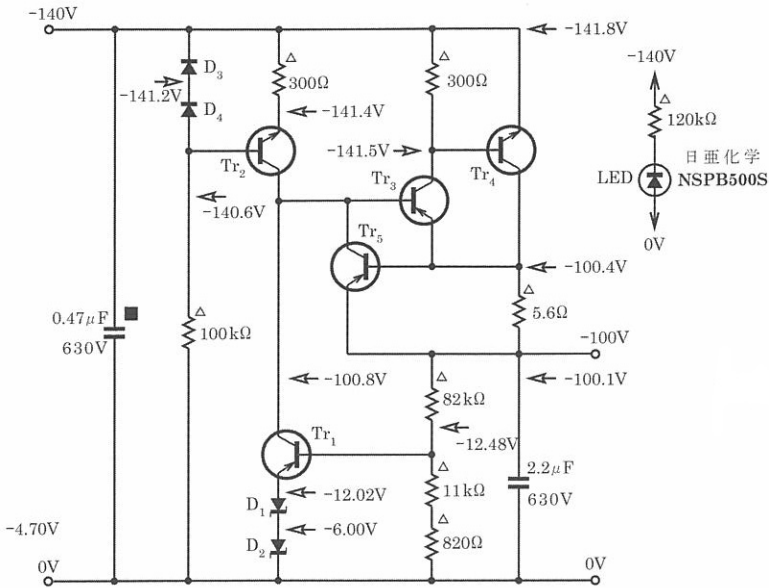 -140V
-141.8V
D3
-141.2V
D4
300Ω
-141.4V
300Ω
-140V
120kΩ
日亜化学
LED
NSPB500S
0V
Tr2
-141.5V
Tr3
Tr4
-140.6V
Tr5
-100.4V
5.6Ω
0.47μF
630V
100kΩ
-100V
-100.8V
-100.1V
82kΩ
-12.48V
Tr1
-12.02V
D1
11kΩ
2.2μF
630V
-6.00V
D2
820Ω
-4.70V
0V
0V